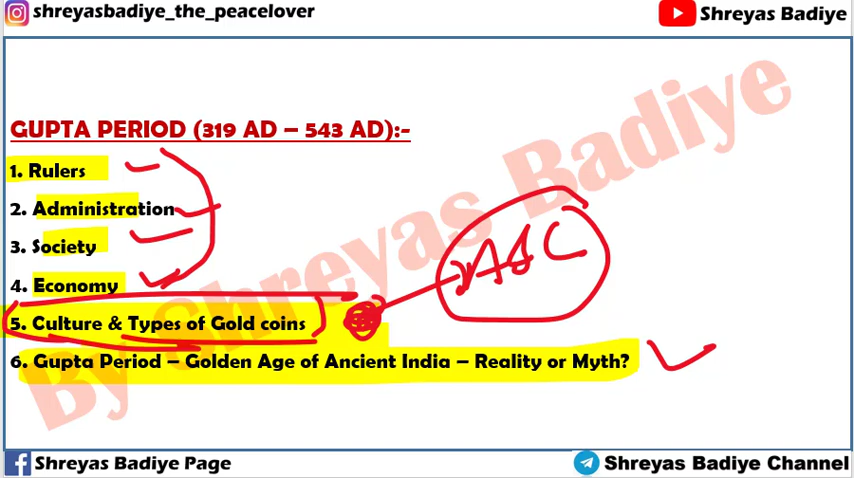 shreyasbadiye_the_peacelover
Shreyas Badiye
GUPTA PERIOD (319 AD – 543 AD):-
1. Rulers
2. Administration
3. Society
4. Economy
5. Culture & Types of Gold coins
6. Gupta Period – Golden Age of Ancient India – Reality or Myth?
By Shreyas Badiye
Shreyas Badiye Page
Shreyas Badiye Channel